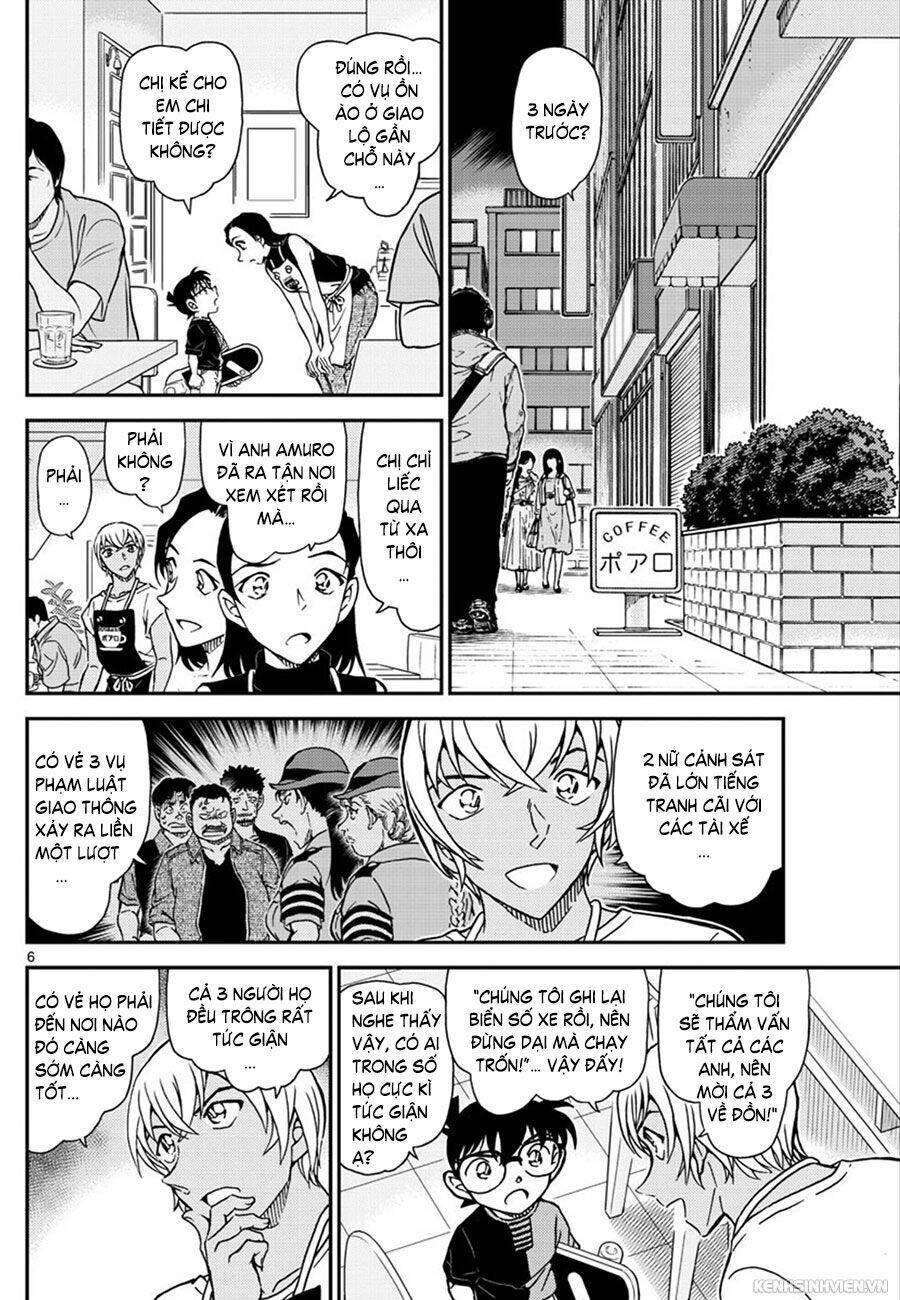 3 NGÀY
TRƯỚC?
COFFEE
ポアロ
ĐÚNG RỒI...
CÓ VỤ ỒN
ÀO Ở GIAO
LỘ GẦN
CHỖ NÀY
...
CHỊ KỂ CHO
EM CHI
TIẾT ĐƯỢC
KHÔNG?
CHỊ CHỈ
LIẾC
QUA
TỪ XA
THÔI
...
VÌ ANH AMURO
ĐÃ RA TẬN NƠI
XEM XÉT RỒI
MÀ...
PHẢI
KHÔNG
?
PHẢI
...
ポアロ
2 NỮ CẢNH SÁT
ĐÃ LỚN TIẾNG
TRANH CÃI VỚI
CÁC TÀI XẾ
...
CÓ VẺ 3 VỤ
PHẠM LUẬT
GIAO THÔNG
XẢY RA LIỀN
MỘT LƯỢT
...
6
"CHÚNG TÔI
SẼ THẨM VẤN
TẤT CẢ CÁC
ANH, NÊN
MỜI CẢ 3
VỀ ĐỒN!"
"CHÚNG TÔI GHI LẠI
BIỂN SỐ XE RỒI, NÊN
ĐỪNG DẠI MÀ CHẠY
TRỐN!"... VẬY ĐẤY!
SAU KHI
NGHE THẤY
VẬY, CÓ AI
TRONG SỐ
HỌ CỰC KÌ
TỨC GIẬN
KHÔNG
Ạ?
CẢ 3 NGƯỜI HỌ
ĐỀU TRÔNG RẤT
TỨC GIẬN ...
CÓ VẺ HỌ PHẢI
ĐẾN NƠI NÀO
ĐÓ CÀNG
SỚM CÀNG
TỐT...
KENHSINHVIEN.VN